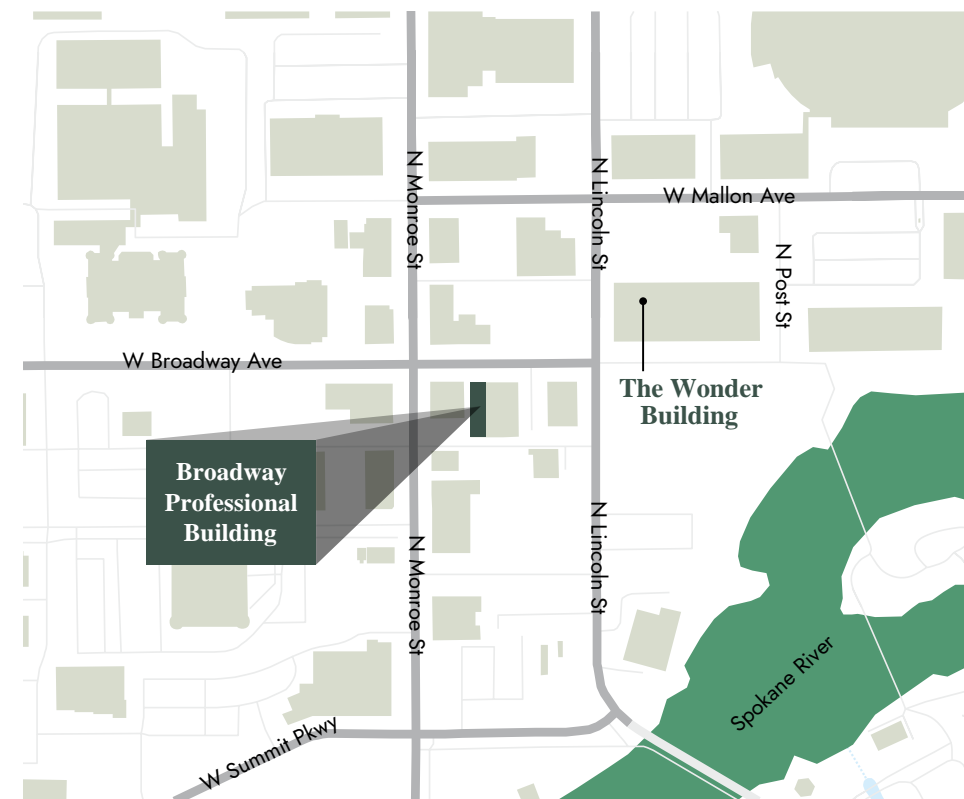 N Monroe St
N Lincoln St
W Mallon Ave
N Post St
W Broadway Ave
The Wonder
Building
Broadway
Professional
Building
N Lincoln St
N Monroe St
Spokane River
W Summit Pkwy